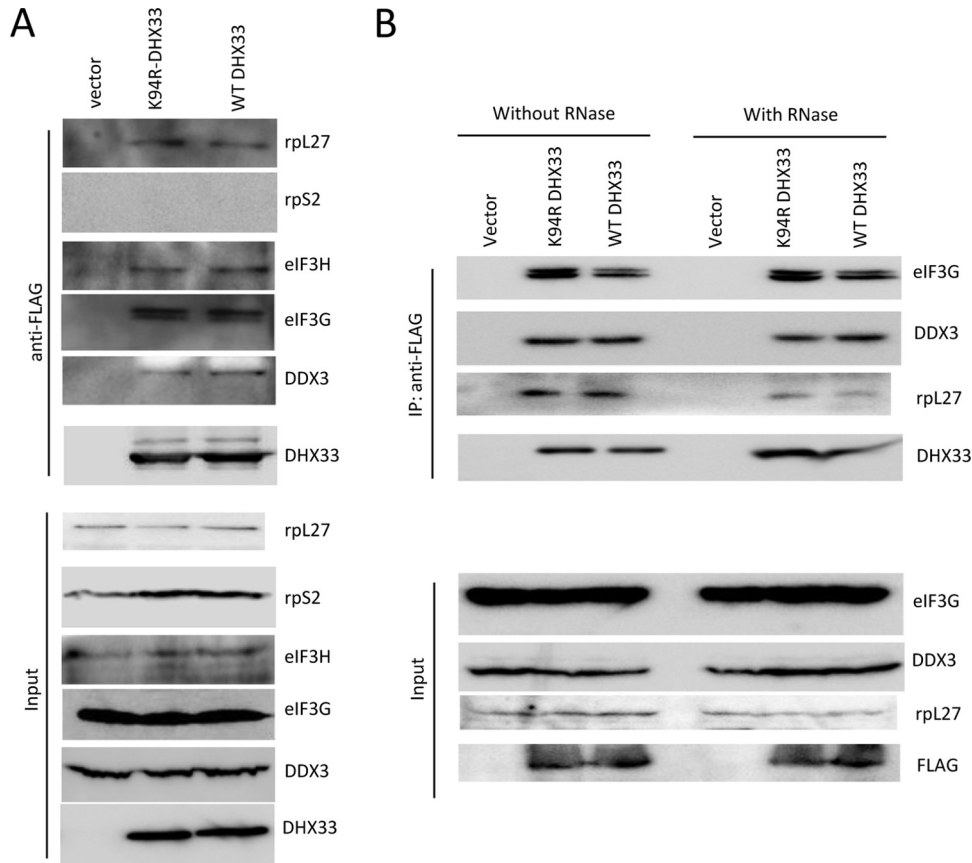 A
vector
K94R-DHX33
WT DHX33
anti-FLAG
rpL27
rpS2
eIF3H
eIF3G
DDX3
DHX33
Input
rpL27
rpS2
eIF3H
eIF3G
DDX3
DHX33
B
Without RNase
With RNase
Vector
K94R DHX33
WT DHX33
Vector
K94R DHX33
WT DHX33
IP: anti-FLAG
eIF3G
DDX3
rpL27
DHX33
Input
eIF3G
DDX3
rpL27
FLAG